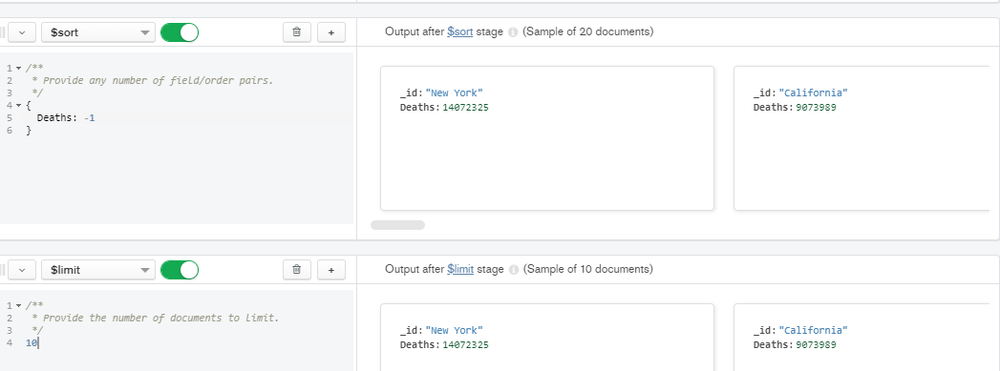 $sort
+
Output after $sort stage (Sample of 20 documents)
1 /**
2 * Provide any number of field/order pairs.
3 */
4 {
5 Deaths: -1
6 }
_id: "New York"
Deaths: 14072325
_id: "California"
Deaths: 9073989
$limit
+
Output after $limit stage (Sample of 10 documents)
1 /**
2 * Provide the number of documents to limit.
3 */
4 10
_id: "New York"
Deaths: 14072325
_id: "California"
Deaths: 9073989